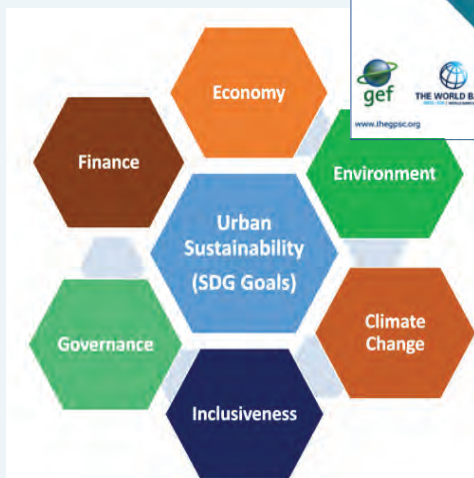 gef
THE WORLD B
www.thegpsc.org
Economy
Finance
Environment
Urban
Sustainability
(SDG Goals)
Climate
Change
Governance
Inclusiveness